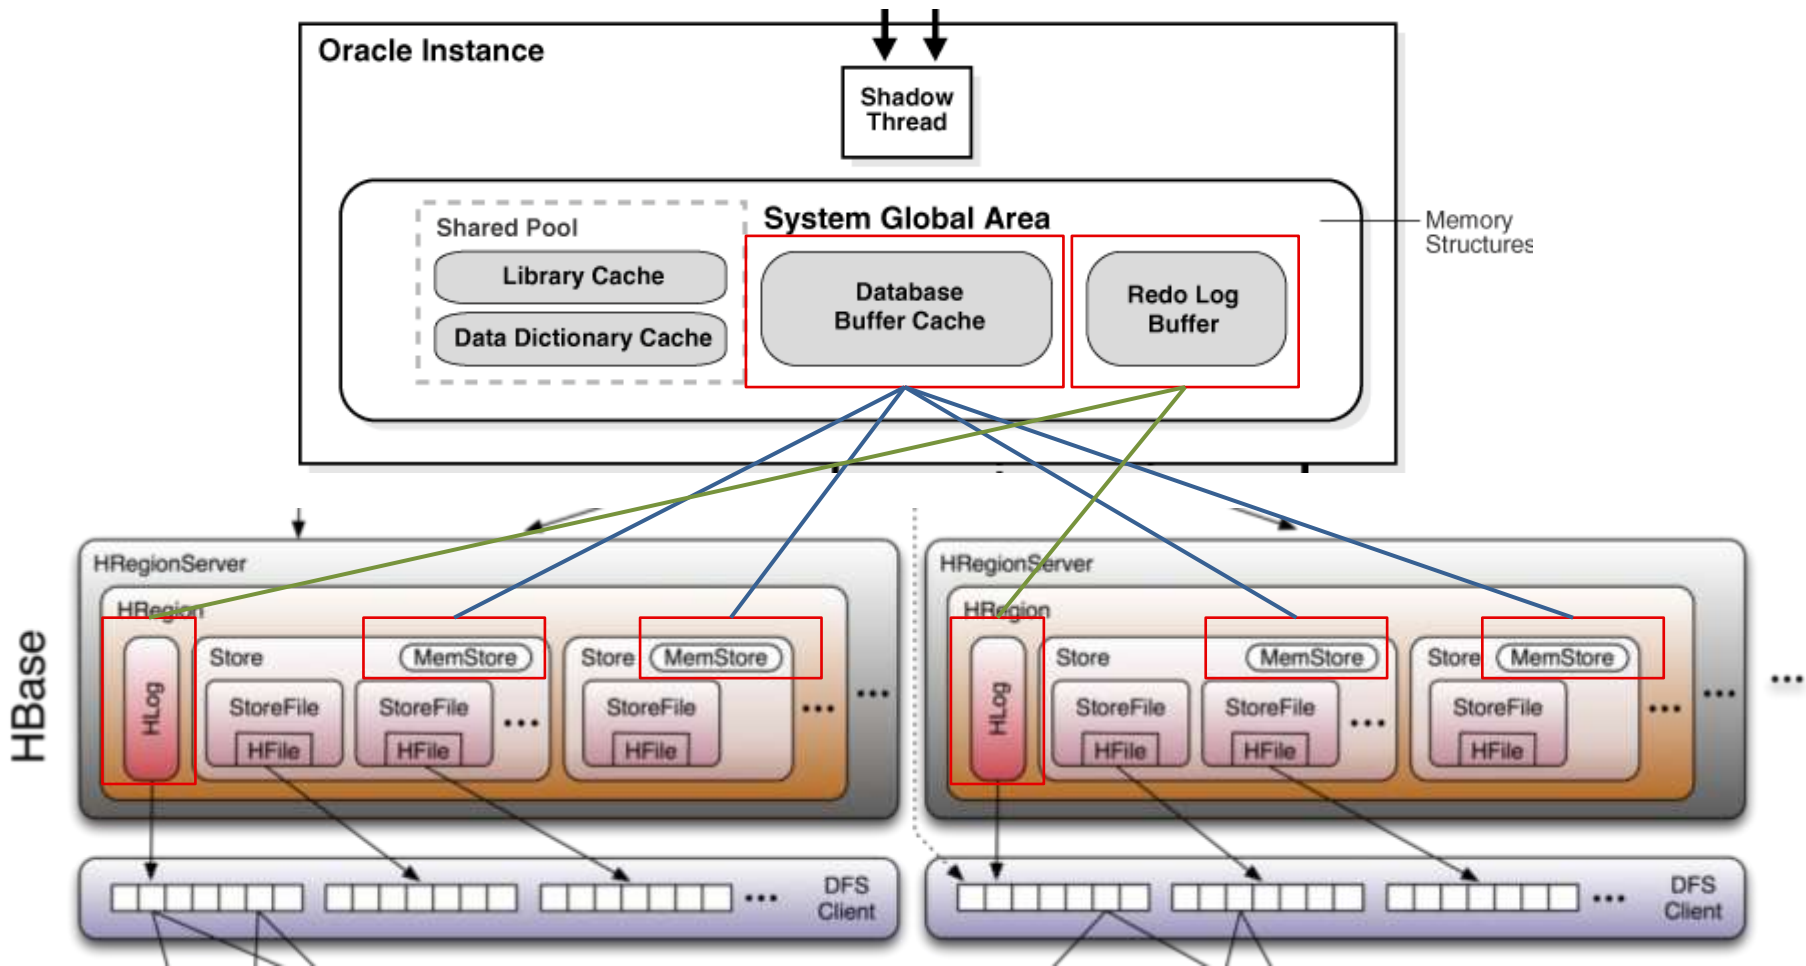 Oracle Instance
Shadow
Thread
System Global Area
Shared Pool
Library Cache
Data Dictionary Cache
Database
Buffer Cache
Redo Log
Buffer
Memory
Structures
HBase
HRegionServer
HRegion
HLog
Store
MemStore
StoreFile
HFile
StoreFile
HFile
...
Store
MemStore
StoreFile
HFile
...
...
HRegionServer
HRegion
HLog
Store
MemStore
StoreFile
HFile
StoreFile
HFile
...
Store
MemStore
StoreFile
HFile
...
...
...
...
DFS
Client
...
DFS
Client